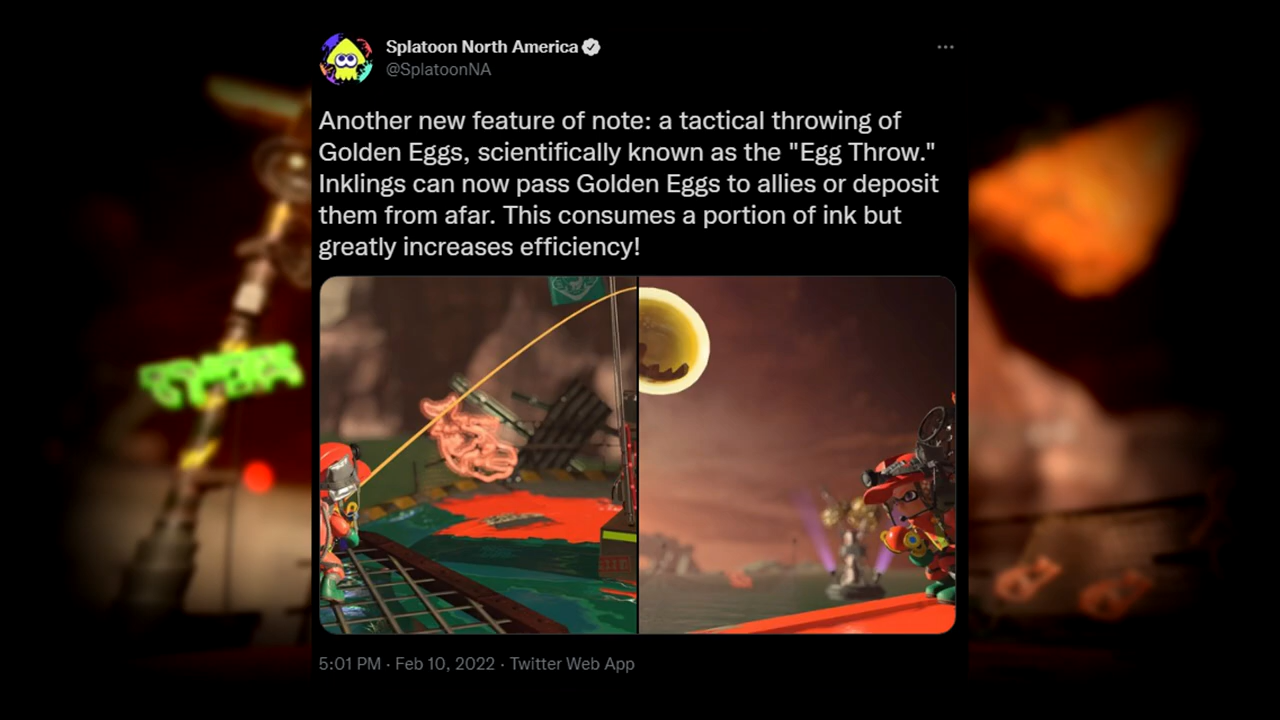 Splatoon North America
@SplatoonNA
Another new feature of note: a tactical throwing of
Golden Eggs, scientifically known as the "Egg Throw."
Inklings can now pass Golden Eggs to allies or deposit
them from afar. This consumes a portion of ink but
greatly increases efficiency!
5:01 PM · Feb 10, 2022 · Twitter Web App